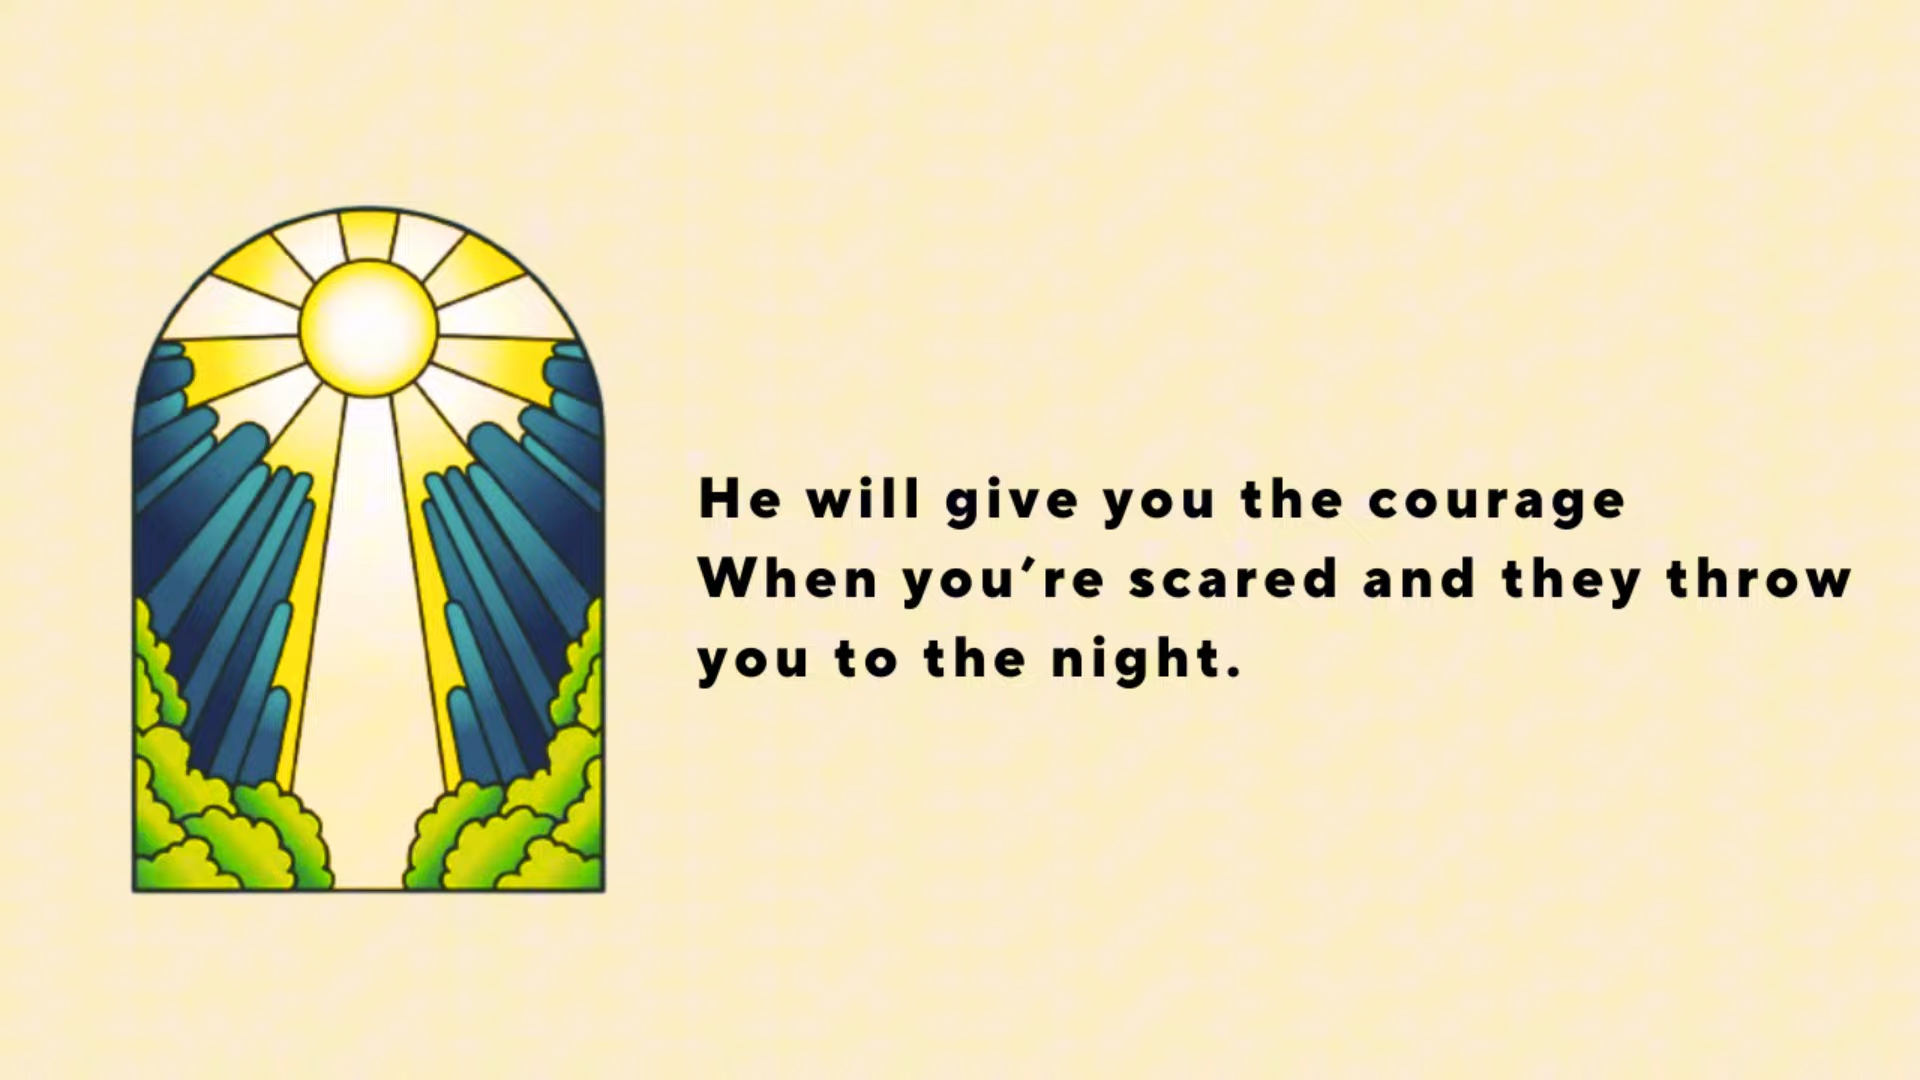 He will give you the courage
When you’re scared and they throw
you to the night.